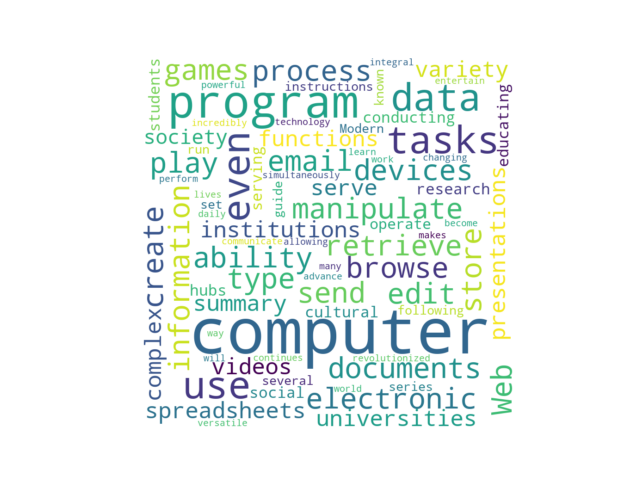 integral
students
games
process
variety
powerful
instructions
known
entertain
program
data
educating
incredibly
technology
Modern
conducting
society
even
functions
tasks
play
serving
email
learn
work
changing
run
devices
perform
simultaneously
serve
research
lives
set
guide
manipulate
presentations
daily
information
institutions
operate
become
communicate
allowing
retrieve
makes
store
complex
create
ability
type
many
browse
advance
hubs
send
edit
summary
cultural
following
computer
way
will
continues
revolutionized
videos
documents
Web
use
several
social
world
series
electronic
spreadsheets
universities
versatile